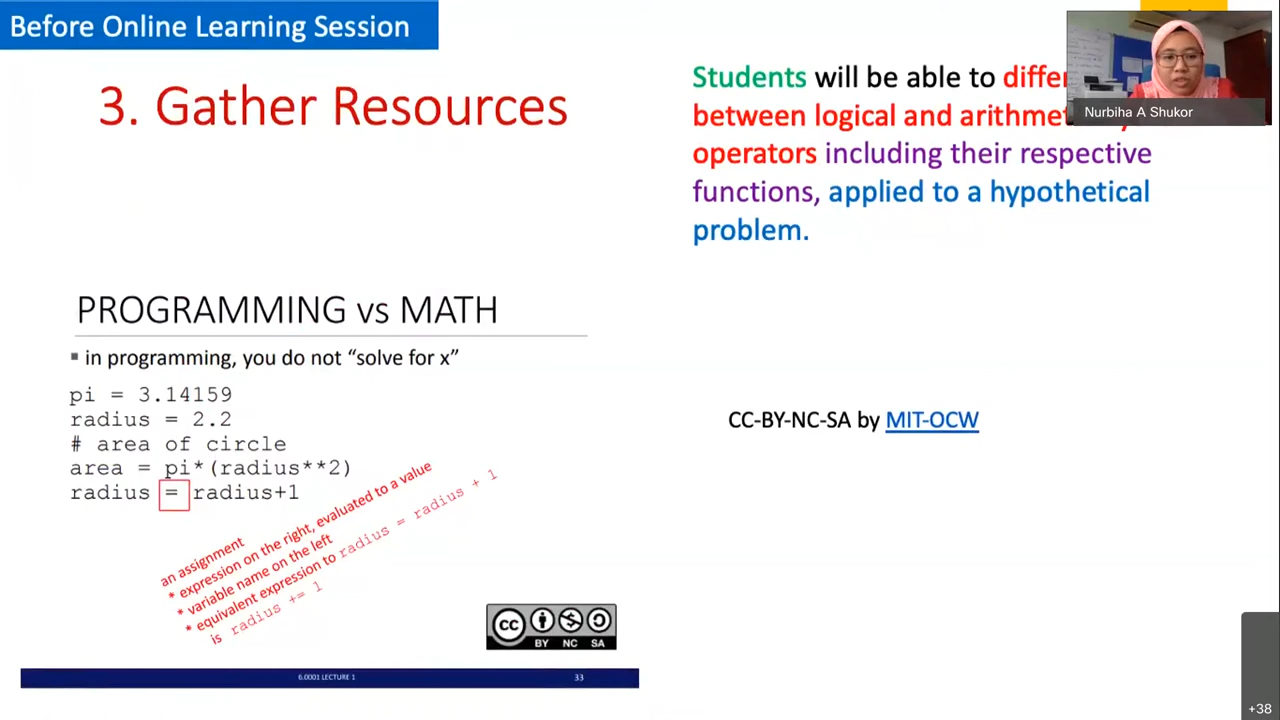 Before Online Learning Session
3. Gather Resources
Students will be able to
between logical and
operators including their respective
functions, applied to a hypothetical
problem.
Nurbiha A Shukor
PROGRAMMING vs MATH
▪ in programming, you do not “solve for x”
pi = 3.14159
radius = 2.2
# area of circle
area = pi*(radius**2)
radius = radius+1
an assignment
* expression on the right, evaluated to a value
* variable name on the left
* equivalent expression to radius = radius + 1
is radius += 1
CC-BY-NC-SA by MIT-OCW
cc
BY NC SA
6.0001 LECTURE 1
33
+38